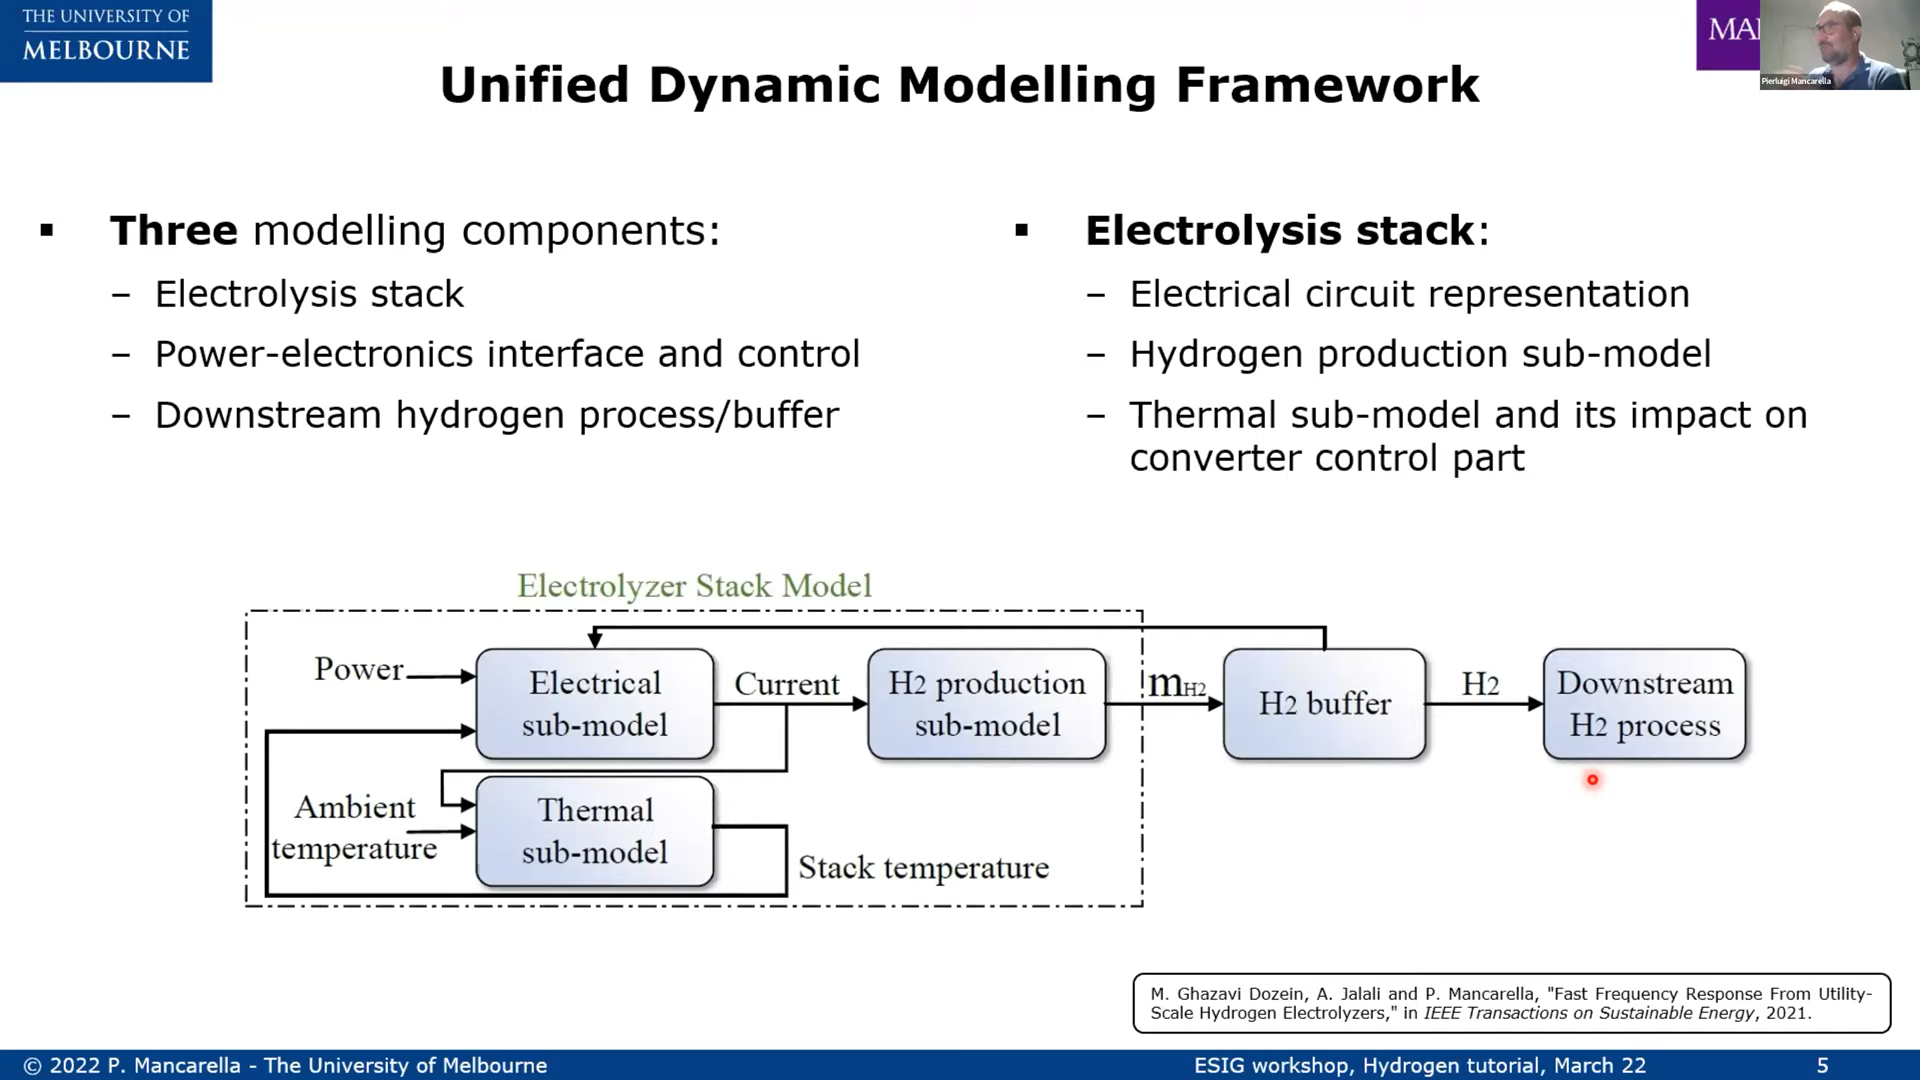 THE UNIVERSITY OF
MELBOURNE
Unified Dynamic Modelling Framework
Pierluigi Mancarella
▪ Three modelling components:
– Electrolysis stack
– Power-electronics interface and control
– Downstream hydrogen process/buffer
▪ Electrolysis stack:
– Electrical circuit representation
– Hydrogen production sub-model
– Thermal sub-model and its impact on
converter control part
Electrolyzer Stack Model
Power
Electrical
sub-model
Current
H2 production
sub-model
mH2
H2 buffer
H2
Downstream
H2 process
Ambient
temperature
Thermal
sub-model
Stack temperature
M. Ghazavi Dozein, A. Jalali and P. Mancarella, "Fast Frequency Response From Utility-
Scale Hydrogen Electrolyzers," in IEEE Transactions on Sustainable Energy, 2021.
© 2022 P. Mancarella - The University of Melbourne
ESIG workshop, Hydrogen tutorial, March 22
5